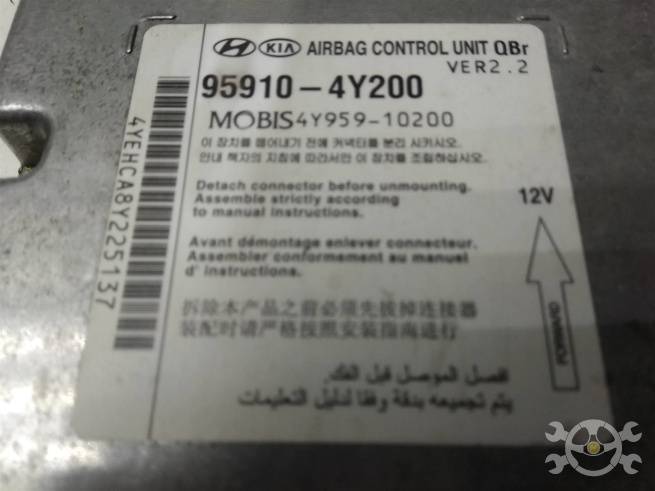 HYUNDAI KIA AIRBAG CONTROL UNIT QBr
VER2.2
95910-4Y200
MOBIS4Y959-10200
이 장치를 떼어내기 전에 커넥터를 분리 시키시오.
안내 책자의 지침에 따라서만 이 장치를 조립하십시오.
Detach connector before unmounting.
Assemble strictly according
to manual instructions.
12V
Avant démontage enlever connecteur.
Assembler conformement au manuel
d' instructions.
拆除本产品之前必须先拔掉连接器
装配时请严格按照安装指南进行
افصل الموصل قبل الفك.
يتم تجميعه بدقة وفقا لدليل التعليمات
FORWARD
4YEHCA8Y225137